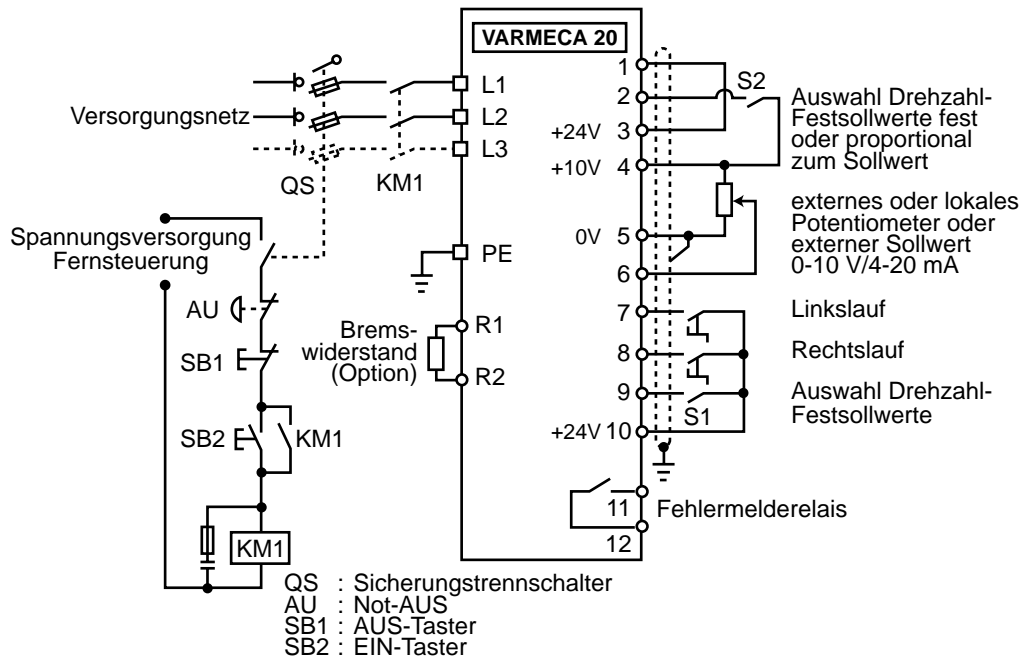 VARMECA 20
L1
L2
L3
Versorgungsnetz
QS
KM1
PE
R1
R2
Brems-
widerstand
(Option)
Spannungsversorgung
Fernsteuerung
AU
SB1
SB2
KM1
KM1
1
2
+24V 3
+10V 4
0V 5
6
7
8
9
+24V 10
11
12
S2
Auswahl Drehzahl-
Festsollwerte fest
oder proportional
zum Sollwert
externes oder lokales
Potentiometer oder
externer Sollwert
0-10 V/4-20 mA
Linkslauf
Rechtslauf
S1
Auswahl Drehzahl-
Festsollwerte
Fehlermelderelais
QS : Sicherungstrennschalter
AU : Not-AUS
SB1 : AUS-Taster
SB2 : EIN-Taster